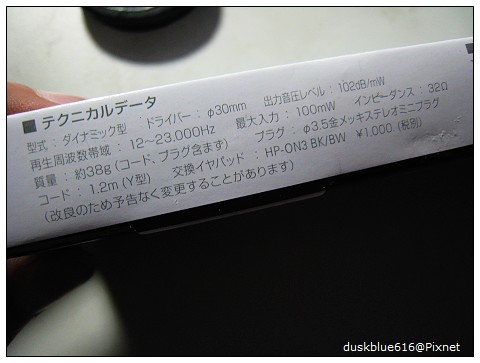 ■ テクニカルデータ
型式：ダイナミック型　ドライバー：φ30mm　出力音圧レベル：102dB/mW
再生周波数帯域：12～23,000Hz　最大入力：100mW　インピーダンス：32Ω
質量：約38g（コード、プラグ含まず）　プラグ：φ3.5金メッキステレオミニプラグ
コード：1.2m（Y型）　交換イヤパッド：HP-ON3 BK/BW　¥1,000（税別）
（改良のため予告なく変更することがあります）
duskblue616@Pixnet